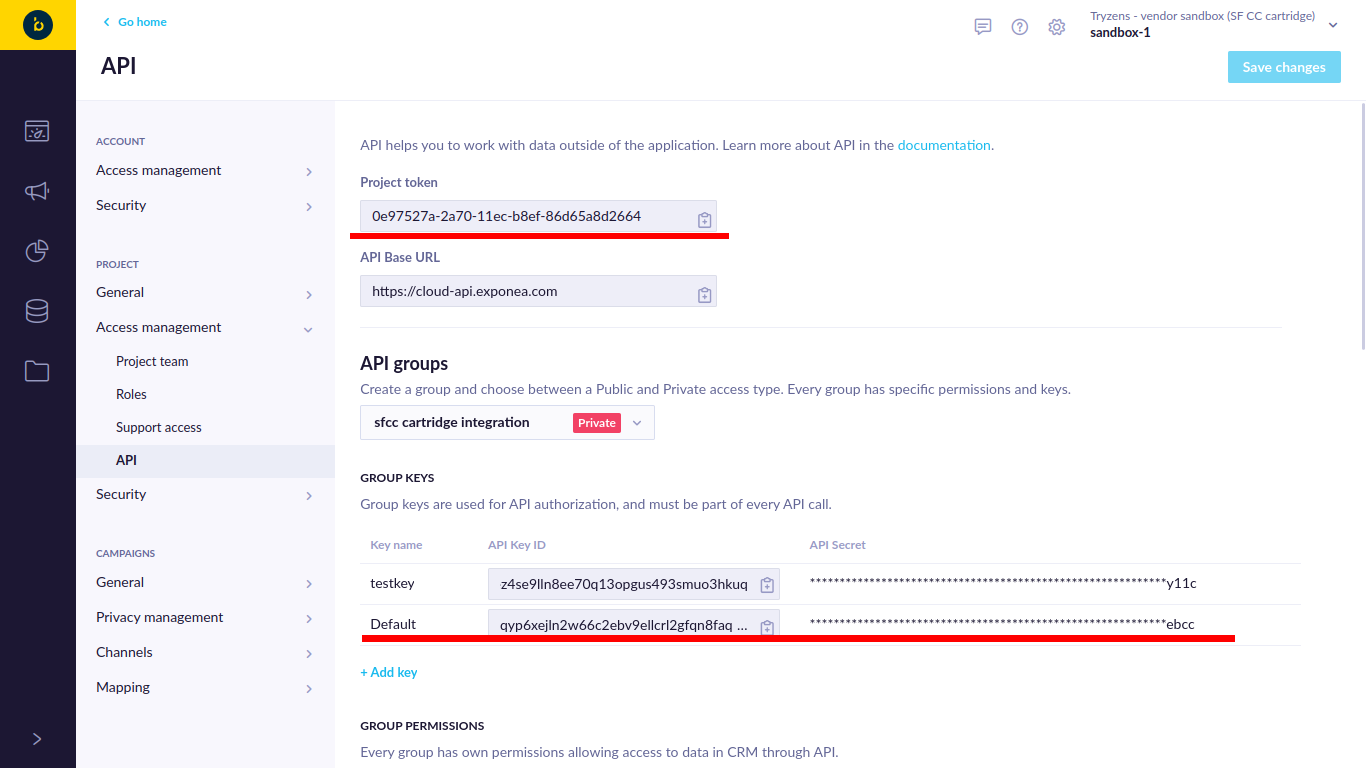 Go home
Tryzens - vendor sandbox (SF CC cartridge)
sandbox-1
API
Save changes
ACCOUNT
Access management
Security
PROJECT
General
Access management
Project team
Roles
Support access
API
Security
CAMPAIGNS
General
Privacy management
Channels
Mapping
API helps you to work with data outside of the application. Learn more about API in the documentation.
Project token
0e97527a-2a70-11ec-b8ef-86d65a8d2664
API Base URL
https://cloud-api.exponea.com
API groups
Create a group and choose between a Public and Private access type. Every group has specific permissions and keys.
sfcc cartridge integration Private
GROUP KEYS
Group keys are used for API authorization, and must be part of every API call.
Key name API Key ID API Secret
testkey z4se9lln8ee70q13opgus493smuo3hkuq ************************************************************y11c
Default qyp6xejln2w66c2ebv9ellcrl2gfqn8faq ... ************************************************************ebcc
+ Add key
GROUP PERMISSIONS
Every group has own permissions allowing access to data in CRM through API.